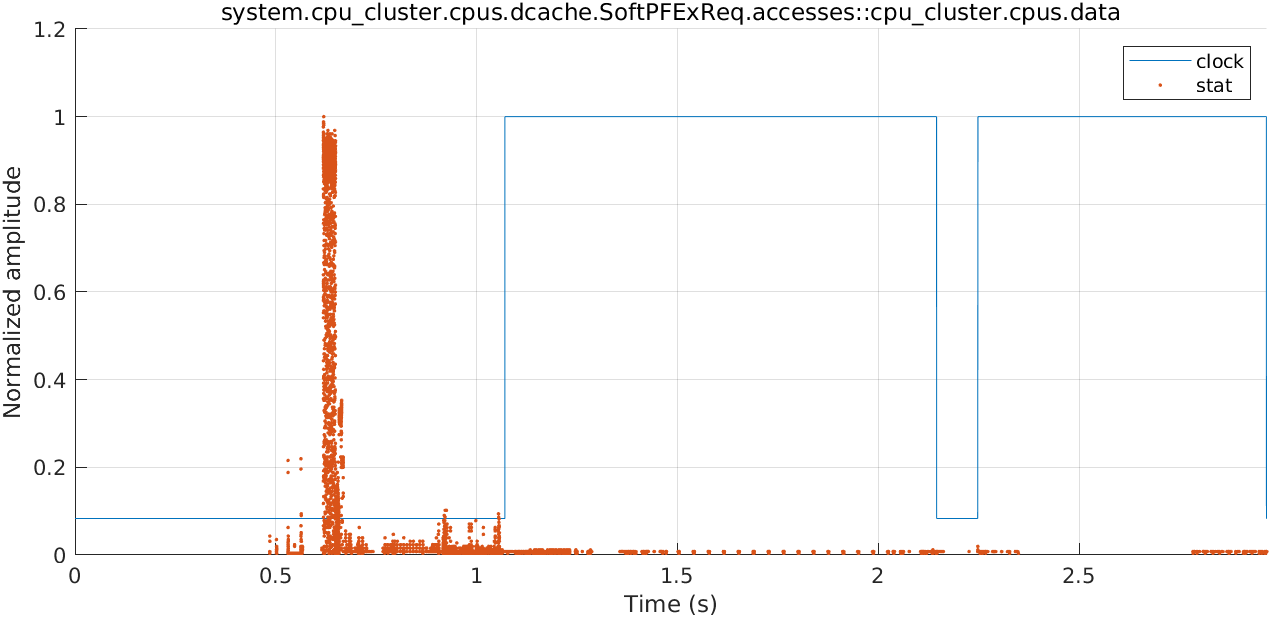 system.cpu_cluster.cpus.dcache.SoftPFExReq.accesses::cpu_cluster.cpus.data
1.2
1
0.8
0.6
0.4
0.2
0
Normalized amplitude
clock
stat
0 0.5 1 1.5 2 2.5
Time (s)